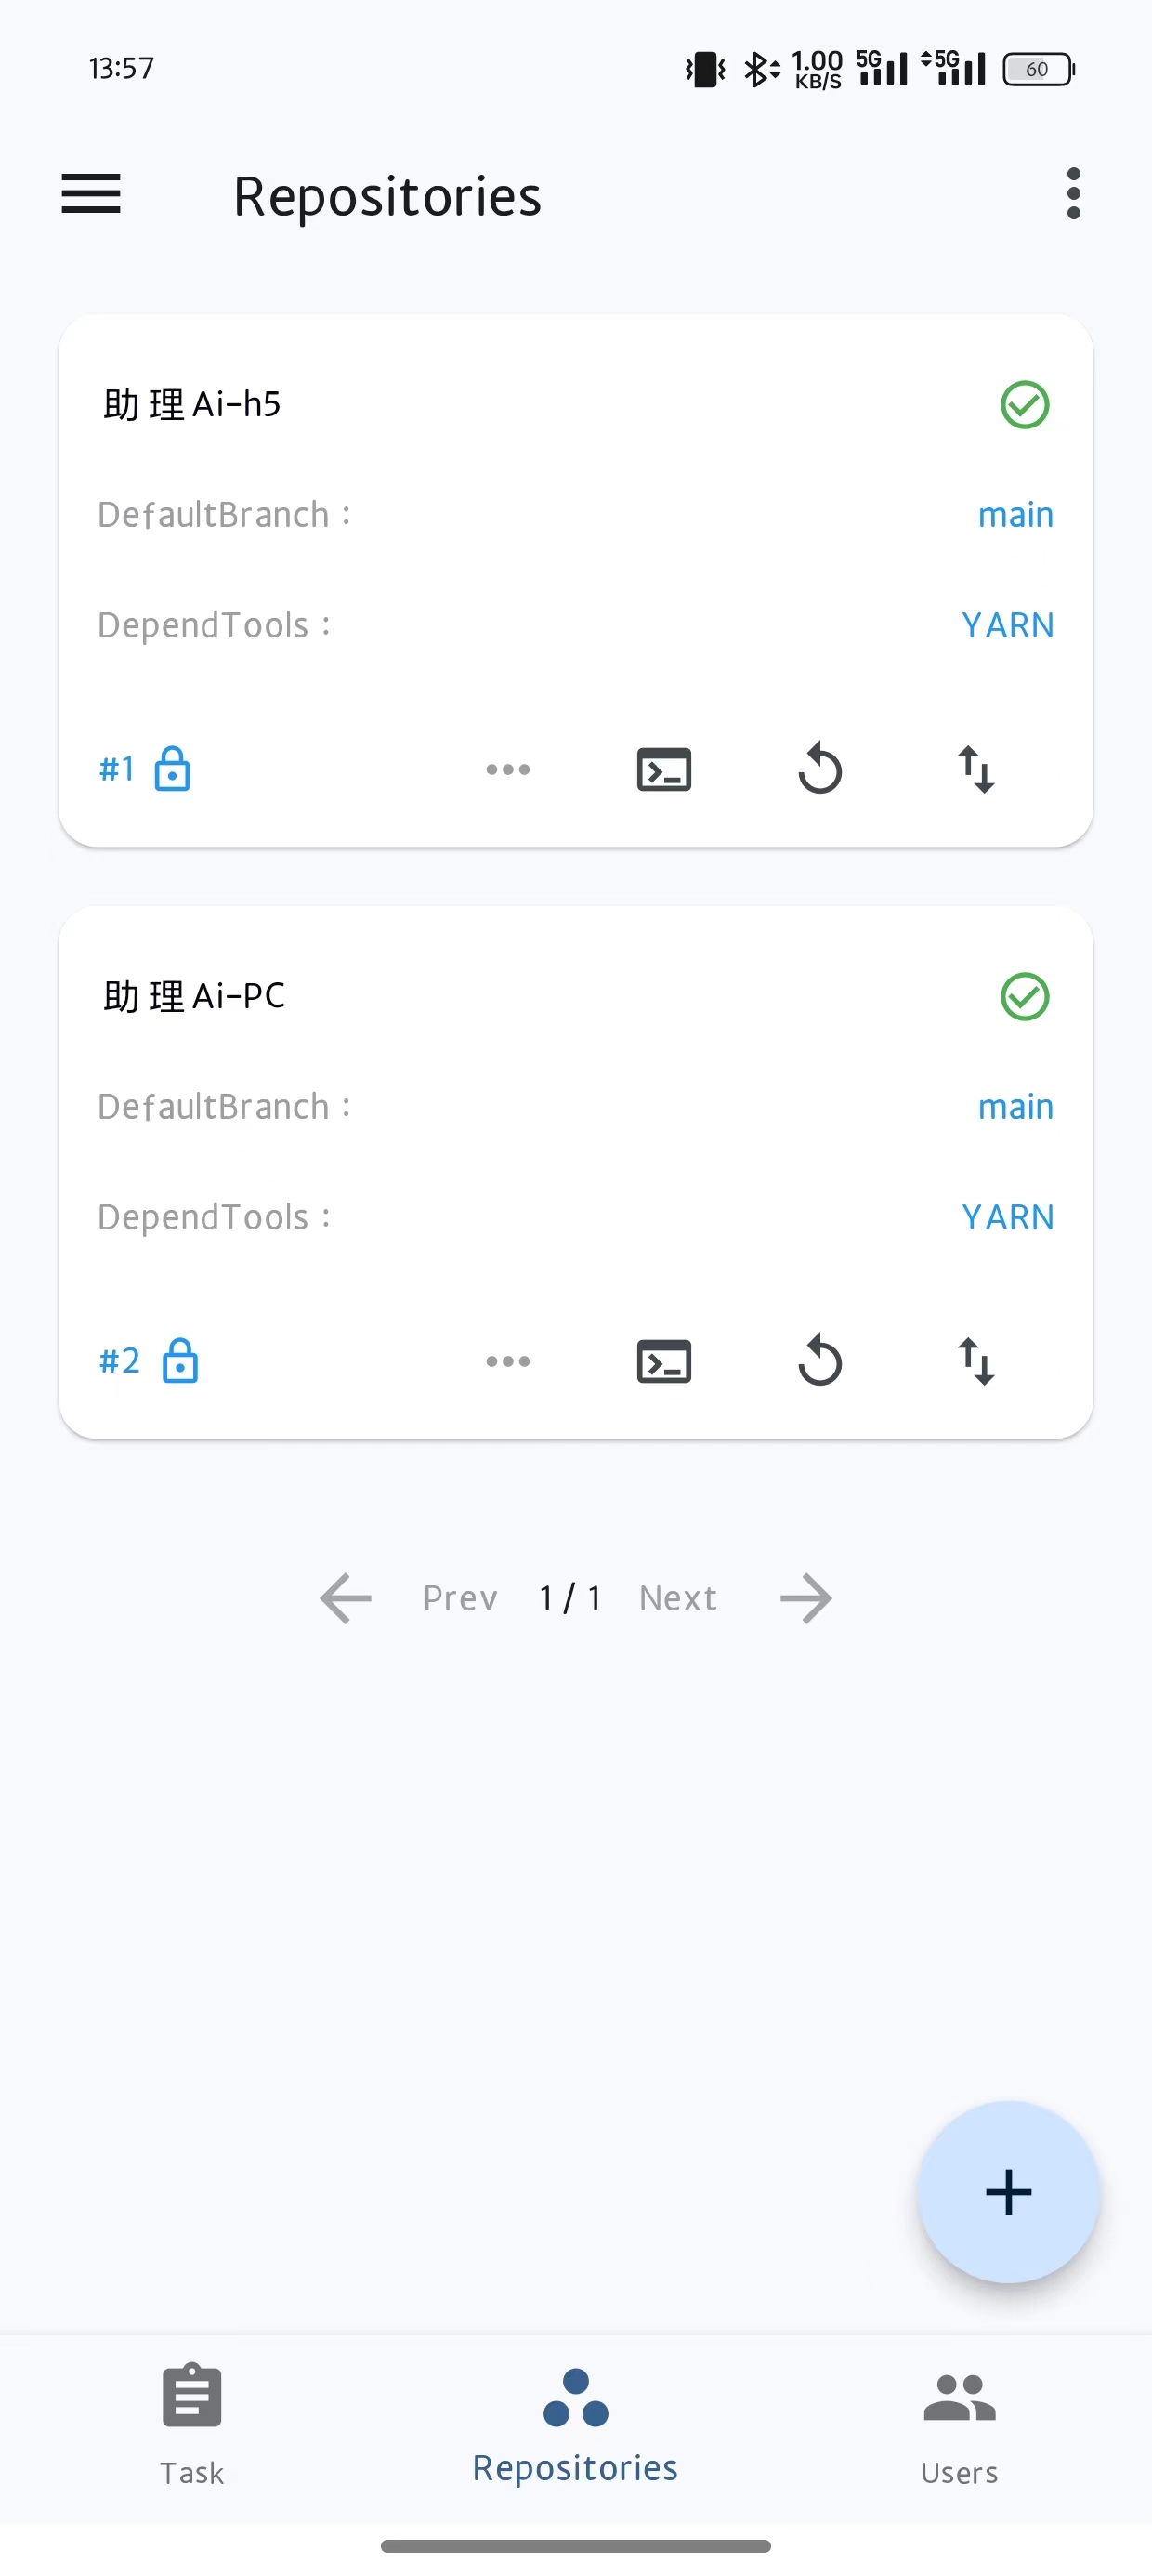 13:57
1.00
KB/S
5G
5G
60
Repositories
助理Ai-h5
DefaultBranch :
main
DependTools :
YARN
#1
助理Ai-PC
DefaultBranch :
main
DependTools :
YARN
#2
Prev 1 / 1 Next
Task
Repositories
Users